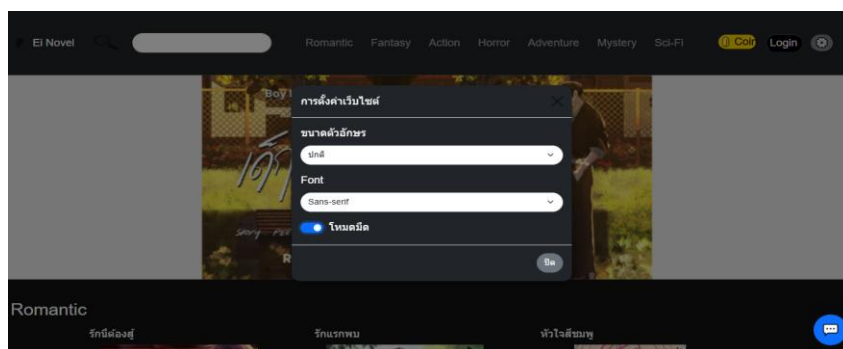 Ei Novel
Romantic Fantasy Action Horror Adventure Mystery Sci-Fi
Coin Login
Boy
การตั้งค่าเว็บไซต์
ขนาดตัวอักษร
ปกติ
Font
Sans-serif
โหมดมืด
ปิด
Romantic
รักนี้ต้องสู้ รักแรกพบ หัวใจสีชมพู